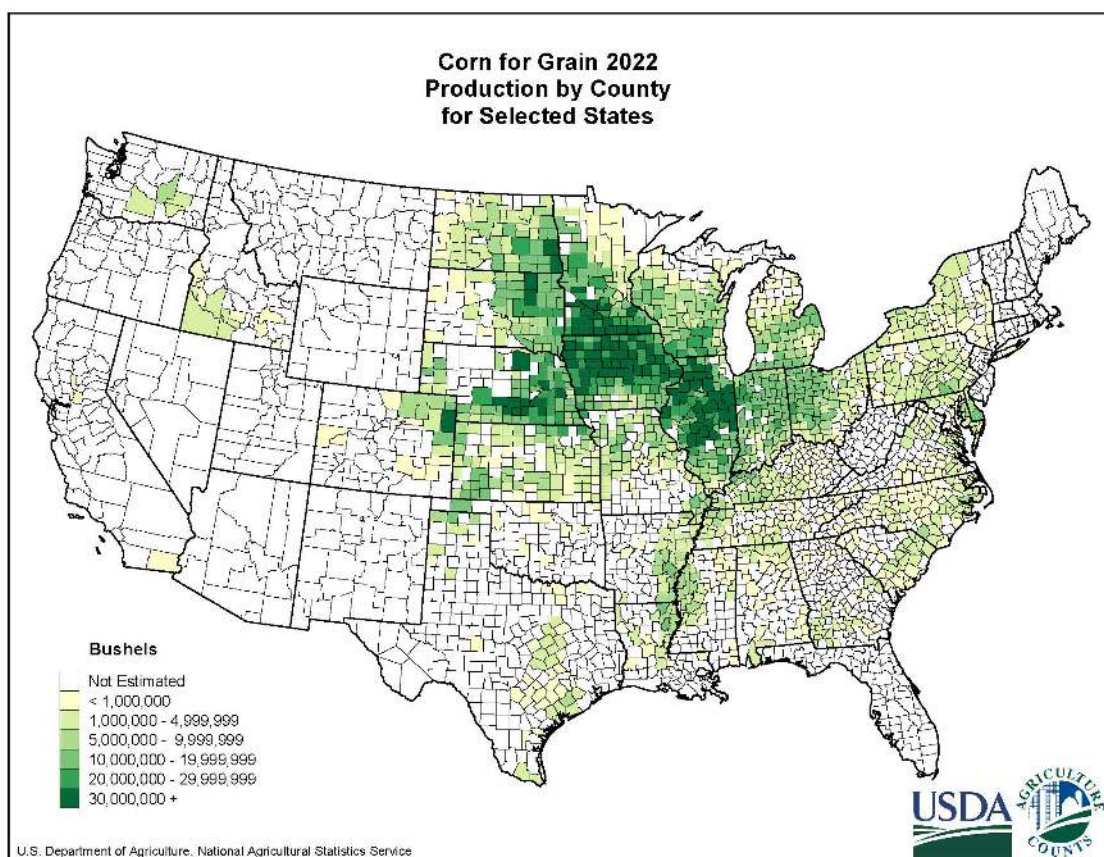 Corn for Grain 2022
Production by County
for Selected States
Bushels
Not Estimated
< 1,000,000
1,000,000 - 4,999,999
5,000,000 - 9,999,999
10,000,000 - 19,999,999
20,000,000 - 29,999,999
30,000,000 +
USDA
AGRICULTURE
COUNTS
U.S. Department of Agriculture, National Agricultural Statistics Service